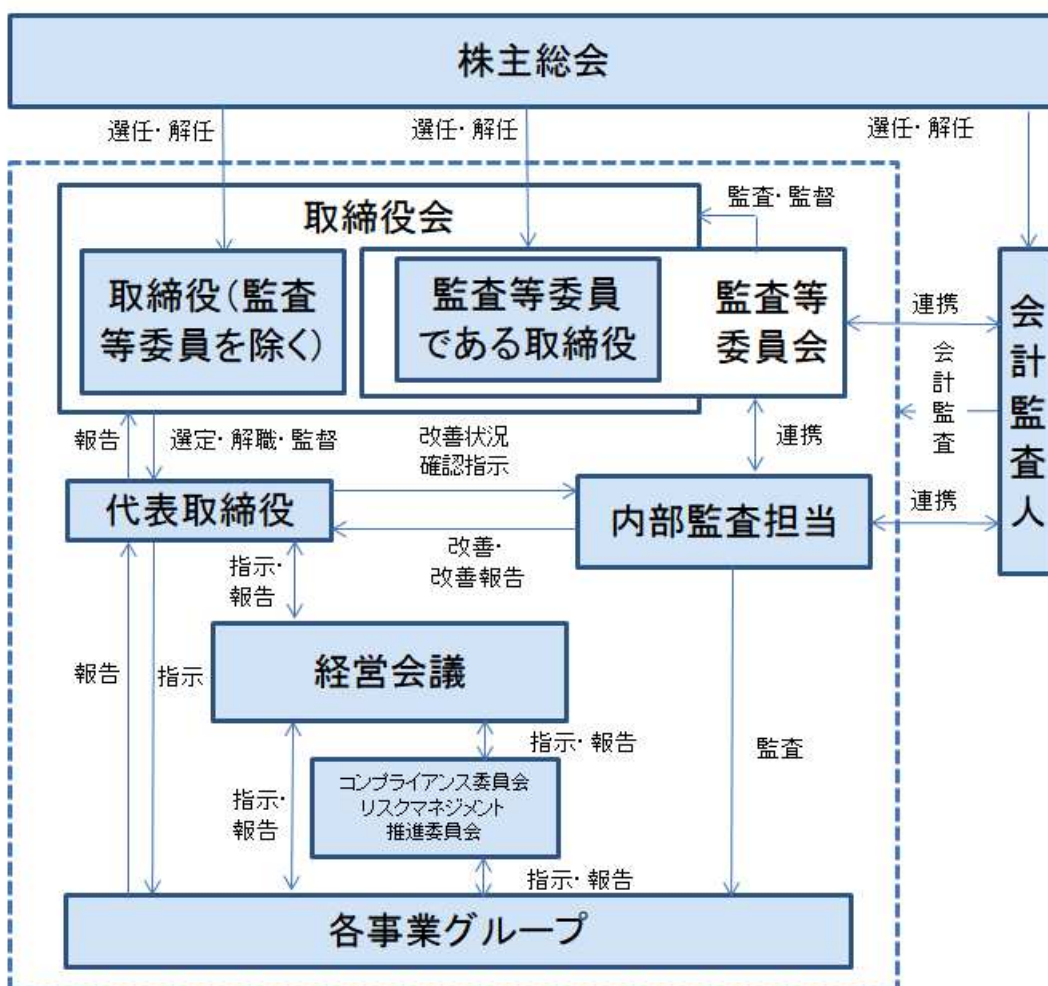 株主総会
選任・解任
選任・解任
選任・解任
取締役会
監査・監督
取締役（監査
等委員を除く）
監査等委員
である取締役
監査等
委員会
連携
会計監査
会計監査人
報告
選定・解職・監督
改善状況
確認指示
連携
代表取締役
内部監査担当
連携
指示・
報告
改善・
改善報告
経営会議
報告
指示
指示・報告
監査
コンプライアンス委員会
リスクマネジメント
推進委員会
指示・
報告
指示・報告
各事業グループ